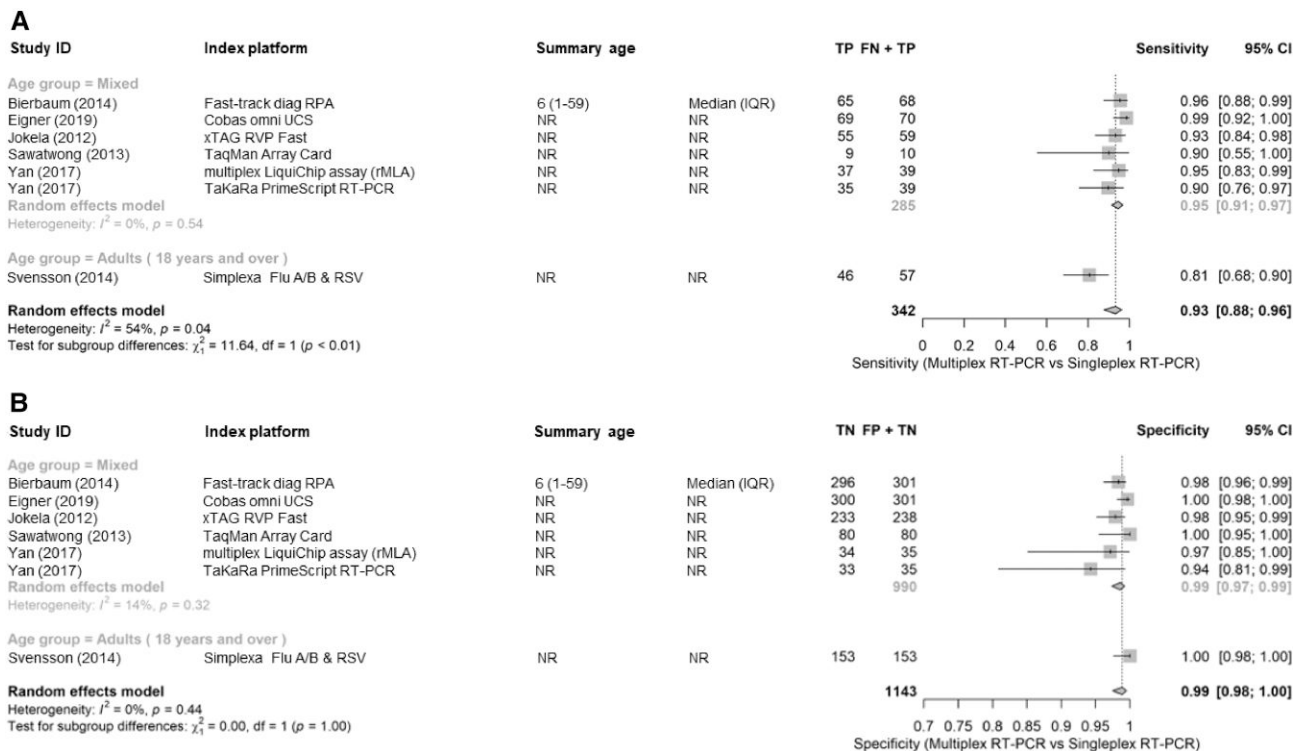 A
Study ID Index platform Summary age TP FN + TP Sensitivity 95% CI
Age group = Mixed
Bierbaum (2014) Fast-track diag RPA 6 (1-59) Median (IQR) 65 68 0.96 [0.88; 0.99]
Eigner (2019) Cobas omni UCS NR NR 69 70 0.99 [0.92; 1.00]
Jokela (2012) xTAG RVP Fast NR NR 55 59 0.93 [0.84; 0.98]
Sawatwong (2013) TaqMan Array Card NR NR 9 10 0.90 [0.55; 1.00]
Yan (2017) multiplex LiquiChip assay (rMLA) NR NR 37 39 0.95 [0.83; 0.99]
Yan (2017) TaKaRa PrimeScript RT-PCR NR NR 35 39 0.90 [0.76; 0.97]
Random effects model 285 0.95 [0.91; 0.97]
Heterogeneity: I² = 0%, p = 0.54
Age group = Adults ( 18 years and over )
Svensson (2014) Simplexa Flu A/B & RSV NR NR 46 57 0.81 [0.68; 0.90]
Random effects model 342 0.93 [0.88; 0.96]
Heterogeneity: I² = 54%, p = 0.04
Test for subgroup differences: χ²₁ = 11.64, df = 1 (p < 0.01)
0 0.2 0.4 0.6 0.8 1
Sensitivity (Multiplex RT-PCR vs Singleplex RT-PCR)
B
Study ID Index platform Summary age TN FP + TN Specificity 95% CI
Age group = Mixed
Bierbaum (2014) Fast-track diag RPA 6 (1-59) Median (IQR) 296 301 0.98 [0.96; 0.99]
Eigner (2019) Cobas omni UCS NR NR 300 301 1.00 [0.98; 1.00]
Jokela (2012) xTAG RVP Fast NR NR 233 238 0.98 [0.95; 0.99]
Sawatwong (2013) TaqMan Array Card NR NR 80 80 1.00 [0.95; 1.00]
Yan (2017) multiplex LiquiChip assay (rMLA) NR NR 34 35 0.97 [0.85; 1.00]
Yan (2017) TaKaRa PrimeScript RT-PCR NR NR 33 35 0.94 [0.81; 0.99]
Random effects model 990 0.99 [0.97; 0.99]
Heterogeneity: I² = 14%, p = 0.32
Age group = Adults ( 18 years and over )
Svensson (2014) Simplexa Flu A/B & RSV NR NR 153 153 1.00 [0.98; 1.00]
Random effects model 1143 0.99 [0.98; 1.00]
Heterogeneity: I² = 0%, p = 0.44
Test for subgroup differences: χ²₁ = 0.00, df = 1 (p = 1.00)
0.7 0.75 0.8 0.85 0.9 0.95 1
Specificity (Multiplex RT-PCR vs Singleplex RT-PCR)